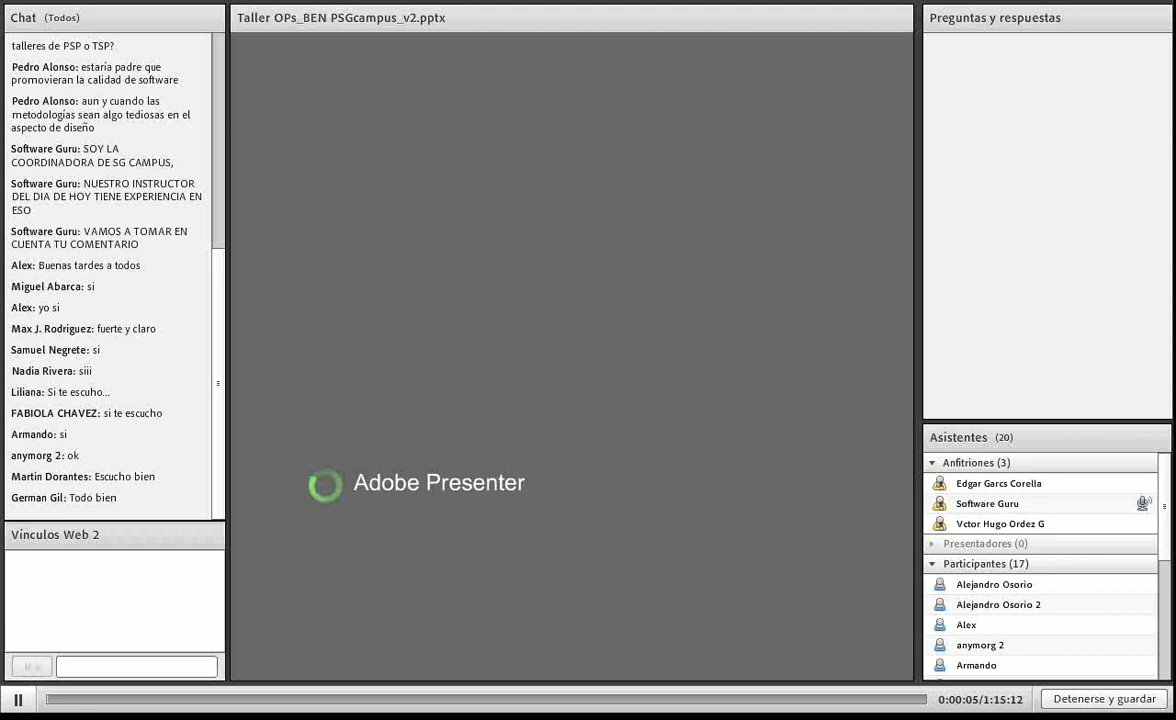 Chat (Todos)
talleres de PSP o TSP?
Pedro Alonso: estaría padre que
promovieran la calidad de software
Pedro Alonso: aun y cuando las
metodologías sean algo tediosas en el
aspecto de diseño
Software Guru: SOY LA
COORDINADORA DE SG CAMPUS,
Software Guru: NUESTRO INSTRUCTOR
DEL DIA DE HOY TIENE EXPERIENCIA EN
ESO
Software Guru: VAMOS A TOMAR EN
CUENTA TU COMENTARIO
Alex: Buenas tardes a todos
Miguel Abarca: si
Alex: yo si
Max J. Rodriguez: fuerte y claro
Samuel Negrete: si
Nadia Rivera: siii
Liliana: Si te escuho...
FABIOLA CHAVEZ: si te escucho
Armando: si
anymorg 2: ok
Martin Dorantes: Escucho bien
German Gil: Todo bien
Vínculos Web 2
Taller OPs_BEN PSGcampus_v2.pptx
Adobe Presenter
Preguntas y respuestas
Asistentes (20)
Anfitriones (3)
Edgar Garcs Corella
Software Guru
Vctor Hugo Ordez G
Presentadores (0)
Participantes (17)
Alejandro Osorio
Alejandro Osorio 2
Alex
anymorg 2
Armando
0:00:05/1:15:12
Detenerse y guardar